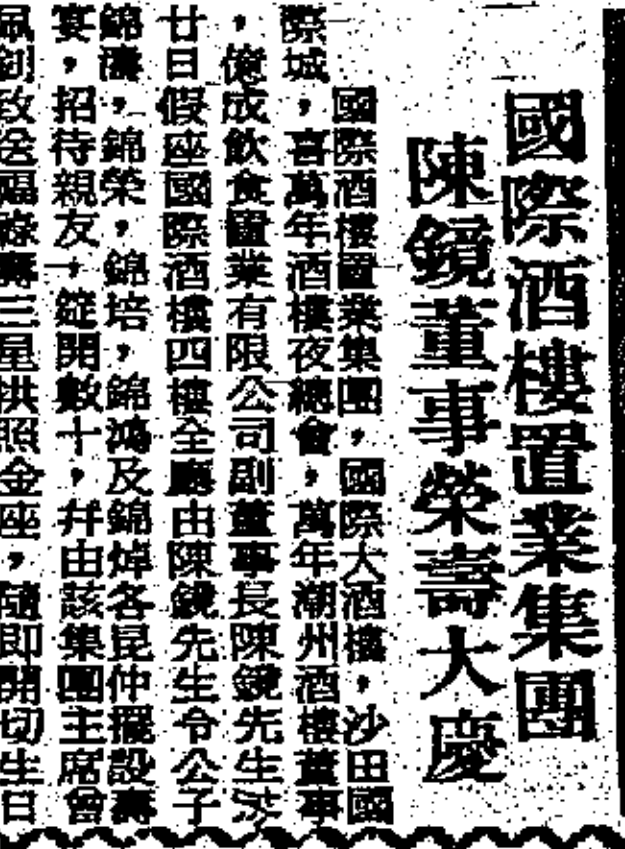 國際酒樓置業集團
陳鏡董事榮壽大慶
國際酒樓置業集團，國際大酒樓，沙田國
際城，喜萬年酒樓夜總會，萬年潮州酒樓董事
，億成飲食置業有限公司副董事長陳鏡先生於
廿日假座國際酒樓四樓全廳由陳鏡先生令公子
錦濤，錦榮，錦培，錦鴻及錦焯各昆仲擺設壽
宴，招待親友，筵開數十，幷由該集團主席曾
佩釗致送福祿壽三星拱照金座，隨即開切生日